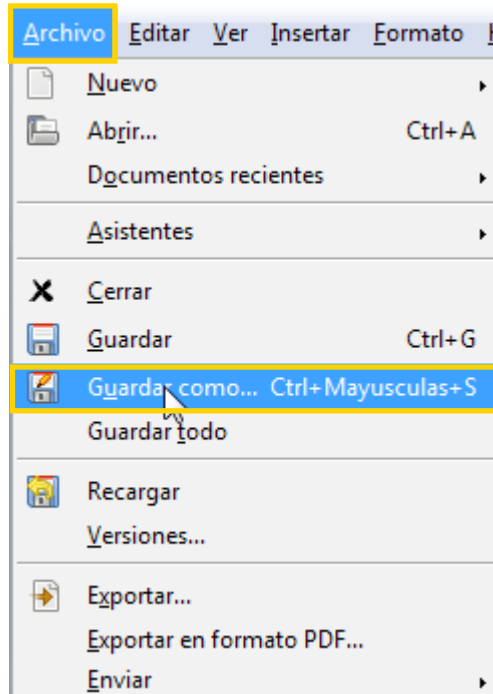 Archivo Editar Ver Insertar Formato
Nuevo
Abrir... Ctrl+A
Documentos recientes
Asistentes
Cerrar
Guardar Ctrl+G
Guardar como... Ctrl+Mayusculas+S
Guardar todo
Recargar
Versiones...
Exportar...
Exportar en formato PDF...
Enviar